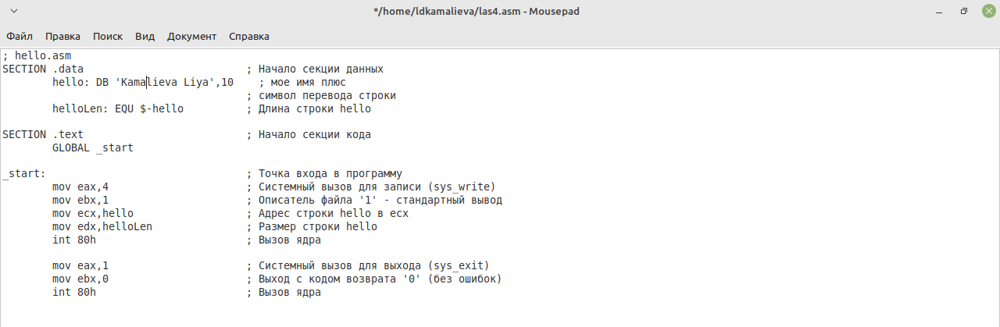 */home/ldkamalieva/las4.asm - Mousepad
Файл Правка Поиск Вид Документ Справка
; hello.asm
SECTION .data ; Начало секции данных
hello: DB 'Kamalieva Liya',10 ; мое имя плюс
; символ перевода строки
helloLen: EQU $-hello ; Длина строки hello
SECTION .text ; Начало секции кода
GLOBAL _start
_start: ; Точка входа в программу
mov eax,4 ; Системный вызов для записи (sys_write)
mov ebx,1 ; Описатель файла '1' - стандартный вывод
mov ecx,hello ; Адрес строки hello в ecx
mov edx,helloLen ; Размер строки hello
int 80h ; Вызов ядра
mov eax,1 ; Системный вызов для выхода (sys_exit)
mov ebx,0 ; Выход с кодом возврата '0' (без ошибок)
int 80h ; Вызов ядра